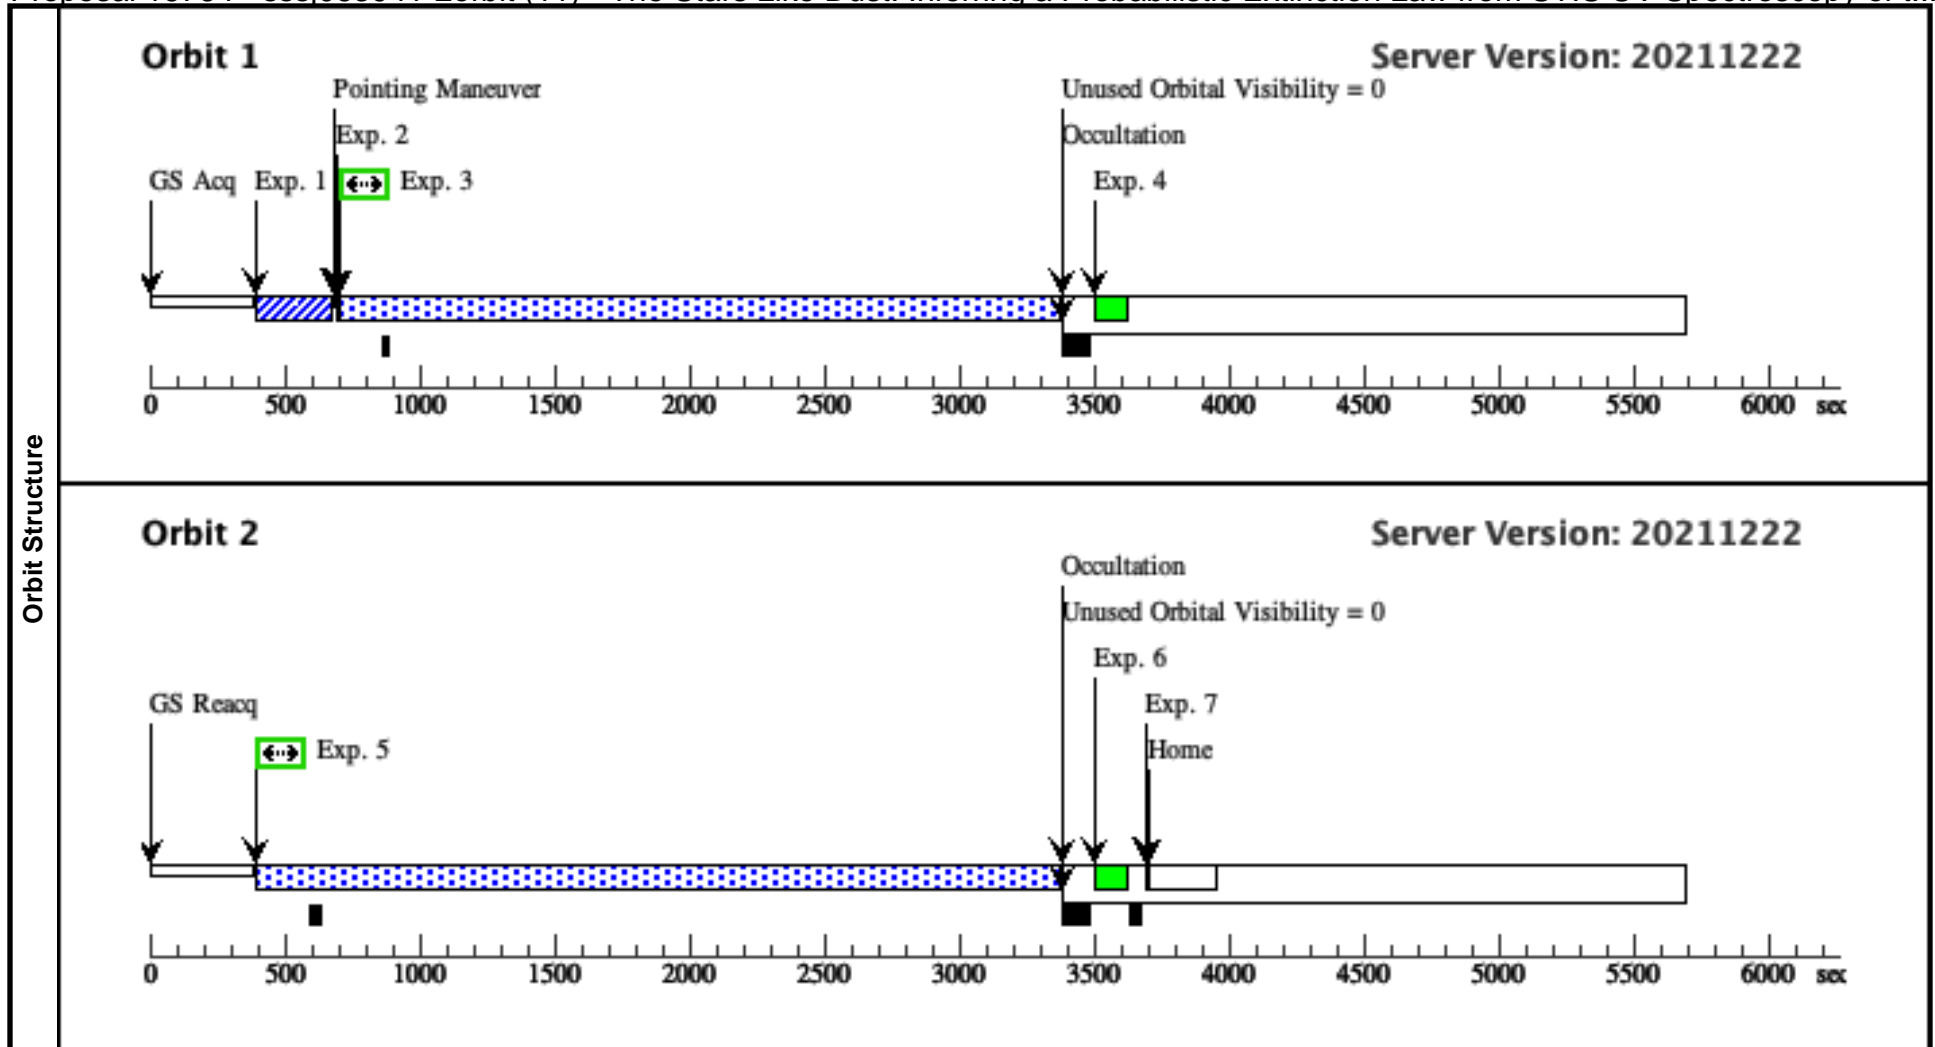 Orbit Structure
Orbit 1
Server Version: 20211222
Pointing Maneuver
Unused Orbital Visibility = 0
Exp. 2
Occultation
GS Acq
Exp. 1
Exp. 3
Exp. 4
0 500 1000 1500 2000 2500 3000 3500 4000 4500 5000 5500 6000 sec
Orbit 2
Server Version: 20211222
Occultation
Unused Orbital Visibility = 0
Exp. 6
GS Reacq
Exp. 7
Exp. 5
Home
0 500 1000 1500 2000 2500 3000 3500 4000 4500 5000 5500 6000 sec